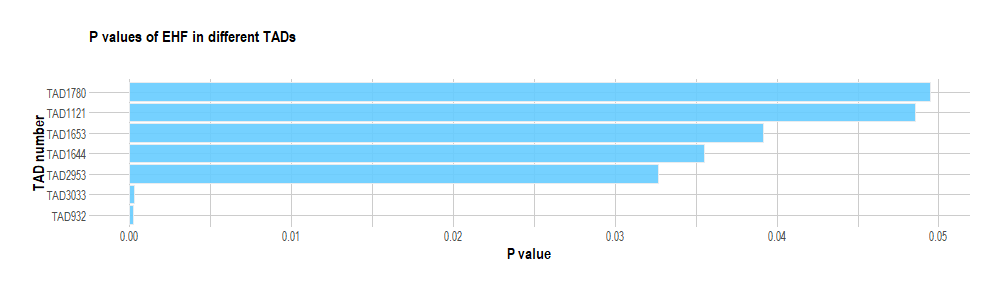 P values of EHF in different TADs
TAD number
TAD1780
TAD1121
TAD1653
TAD1644
TAD2953
TAD3033
TAD932
0.00 0.01 0.02 0.03 0.04 0.05
P value